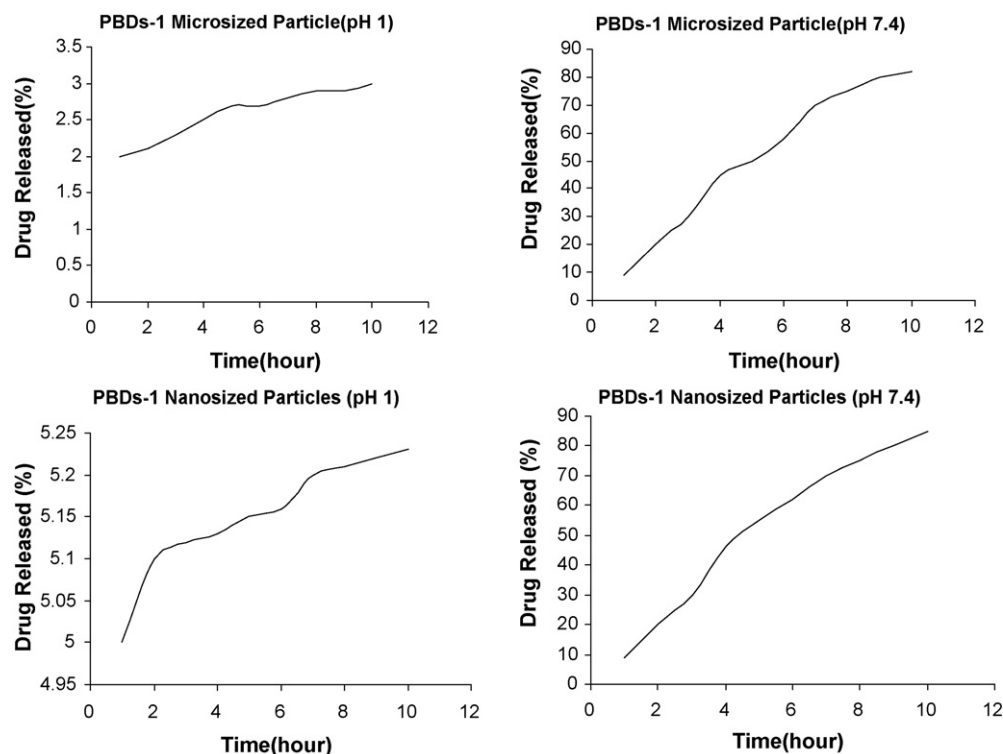 PBDs-1 Microsized Particle(pH 1)
Drug Released(%)
3.5
3
2.5
2
1.5
1
0.5
0
0 2 4 6 8 10 12
Time(hour)
PBDs-1 Microsized Particle(pH 7.4)
Drug Released(%)
90
80
70
60
50
40
30
20
10
0
0 2 4 6 8 10 12
Time(hour)
PBDs-1 Nanosized Particles (pH 1)
Drug Released (%)
5.25
5.2
5.15
5.1
5.05
5
4.95
0 2 4 6 8 10 12
Time(hour)
PBDs-1 Nanosized Particles (pH 7.4)
Drug Released (%)
90
80
70
60
50
40
30
20
10
0
0 2 4 6 8 10 12
Time(hour)